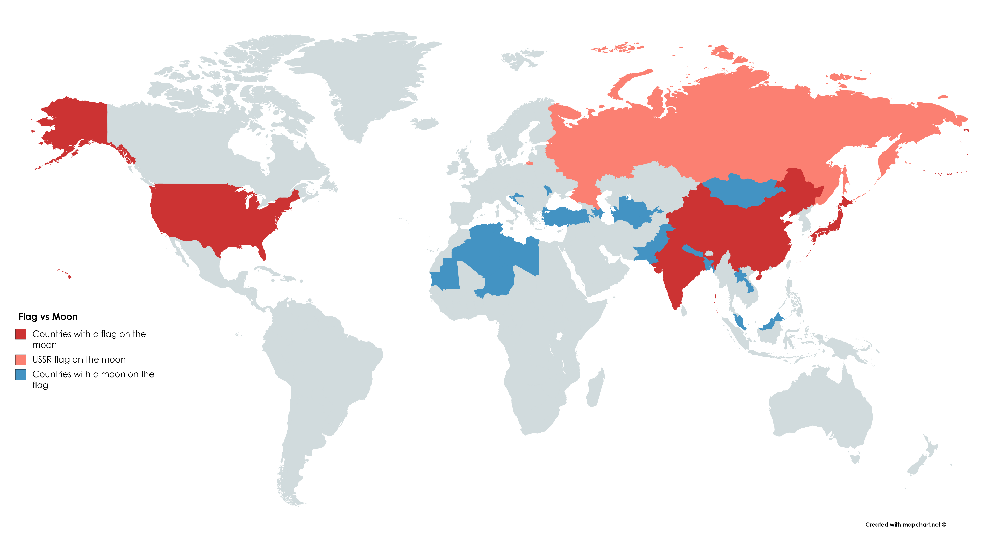 Flag vs Moon
Countries with a flag on the
moon
USSR flag on the moon
Countries with a moon on the
flag
Created with mapchart.net ©